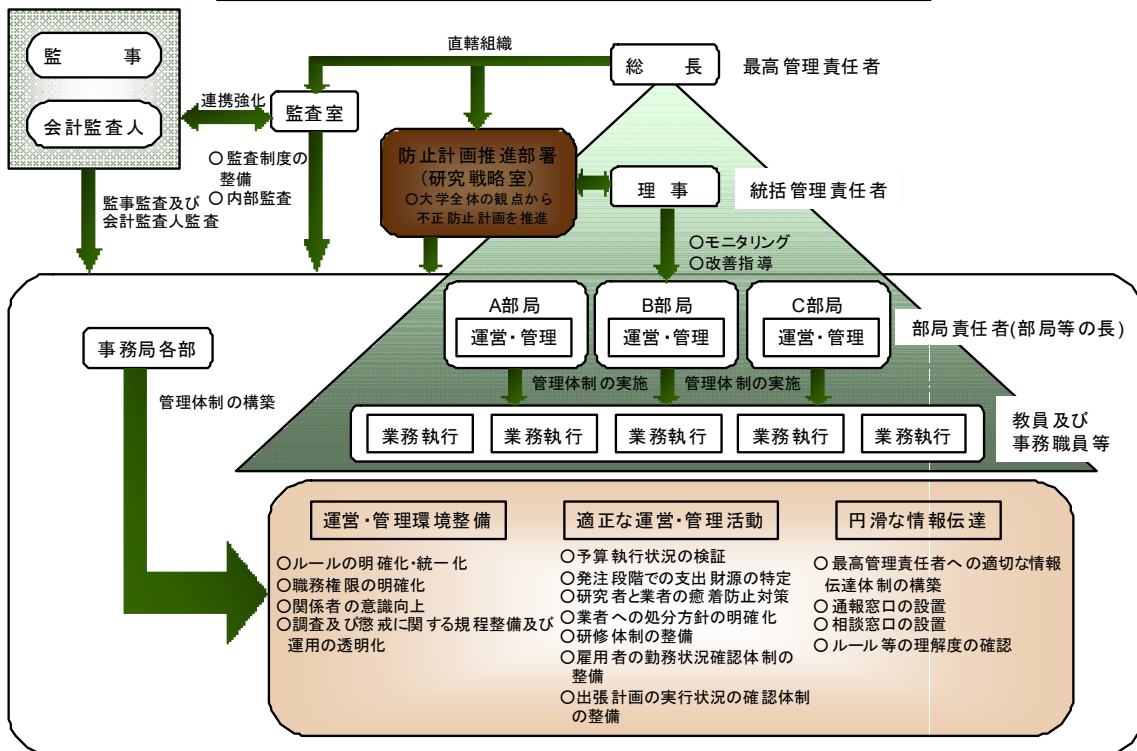 直轄組織
監事
総長
最高管理責任者
連携強化
監査室
会計監査人
防止計画推進部署
(研究戦略室)
○大学全体の観点から
不正防止計画を推進
○監査制度の
整備
○内部監査
理事
統括管理責任者
監事監査及び
会計監査人監査
○モニタリング
○改善指導
A部局
運営・管理
B部局
運営・管理
C部局
運営・管理
部局責任者(部局等の長)
事務局各部
管理体制の実施
管理体制の実施
管理体制の構築
業務執行
業務執行
業務執行
業務執行
業務執行
教員及び
事務職員等
運営・管理環境整備
○ルールの明確化・統一化
○職務権限の明確化
○関係者の意識向上
○調査及び懲戒に関する規程整備及び
運用の透明化
適正な運営・管理活動
○予算執行状況の検証
○発注段階での支出財源の特定
○研究者と業者の癒着防止対策
○業者への処分方針の明確化
○研修体制の整備
○雇用者の勤務状況確認体制の
整備
○出張計画の実行状況の確認体制
の整備
円滑な情報伝達
○最高管理責任者への適切な情報
伝達体制の構築
○通報窓口の設置
○相談窓口の設置
○ルール等の理解度の確認